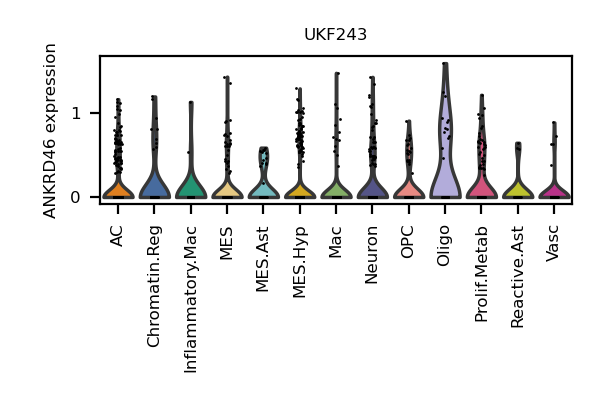 UKF243
ANKRD46 expression
1
0
AC
Chromatin.Reg
Inflammatory.Mac
MES
MES.Ast
MES.Hyp
Mac
Neuron
OPC
Oligo
Prolif.Metab
Reactive.Ast
Vasc